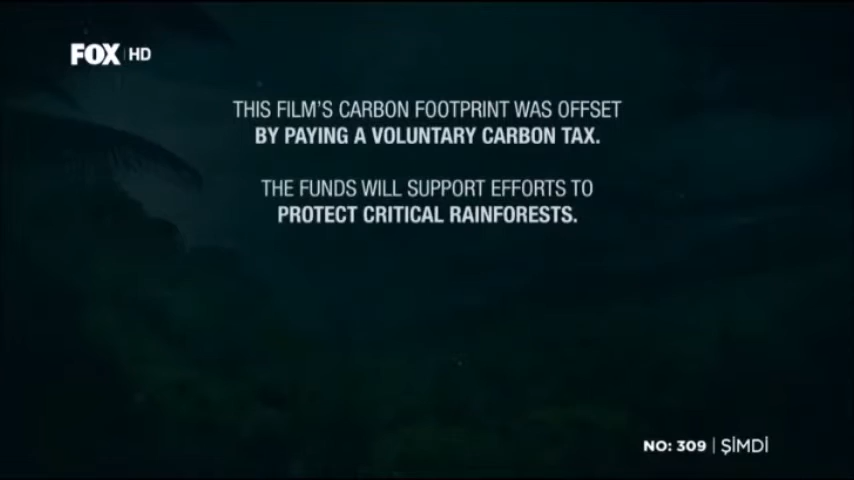 FOX HD
THIS FILM'S CARBON FOOTPRINT WAS OFFSET
BY PAYING A VOLUNTARY CARBON TAX.
THE FUNDS WILL SUPPORT EFFORTS TO
PROTECT CRITICAL RAINFORESTS.
NO: 309 | ŞİMDİ